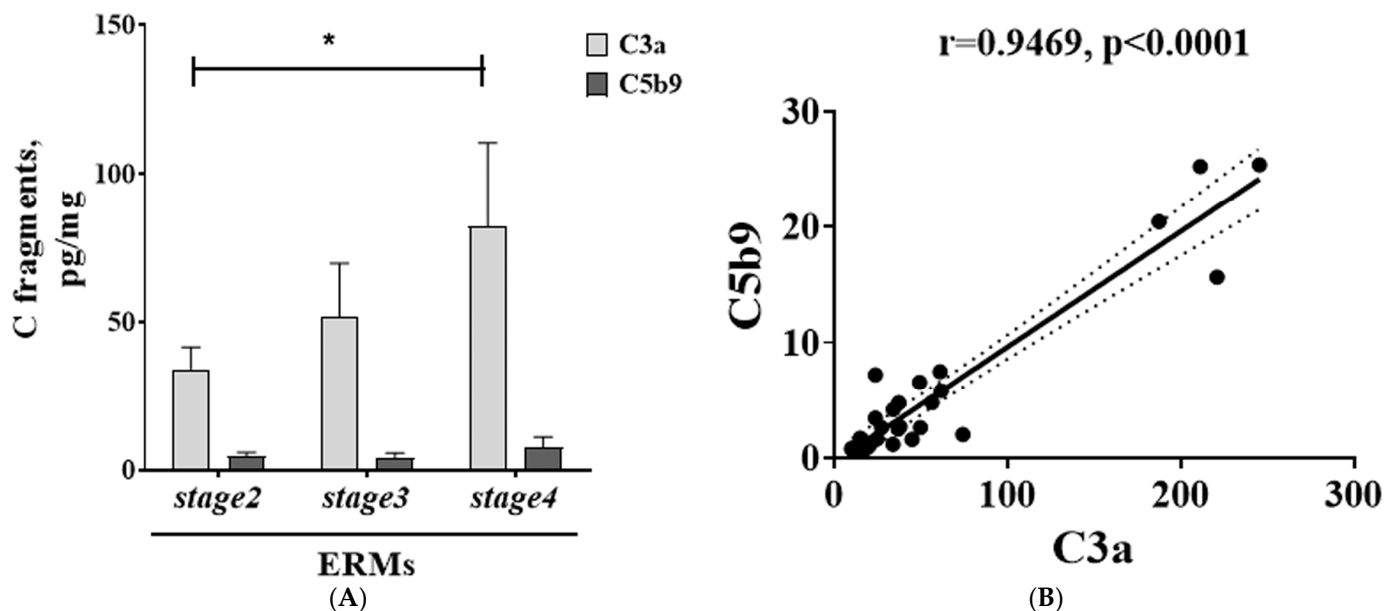 150
100
50
0
C fragments,
pg/mg
*
C3a
C5b9
stage2 stage3 stage4
ERMs
(A)
r=0.9469, p<0.0001
30
20
10
0
C5b9
0 100 200 300
C3a
(B)